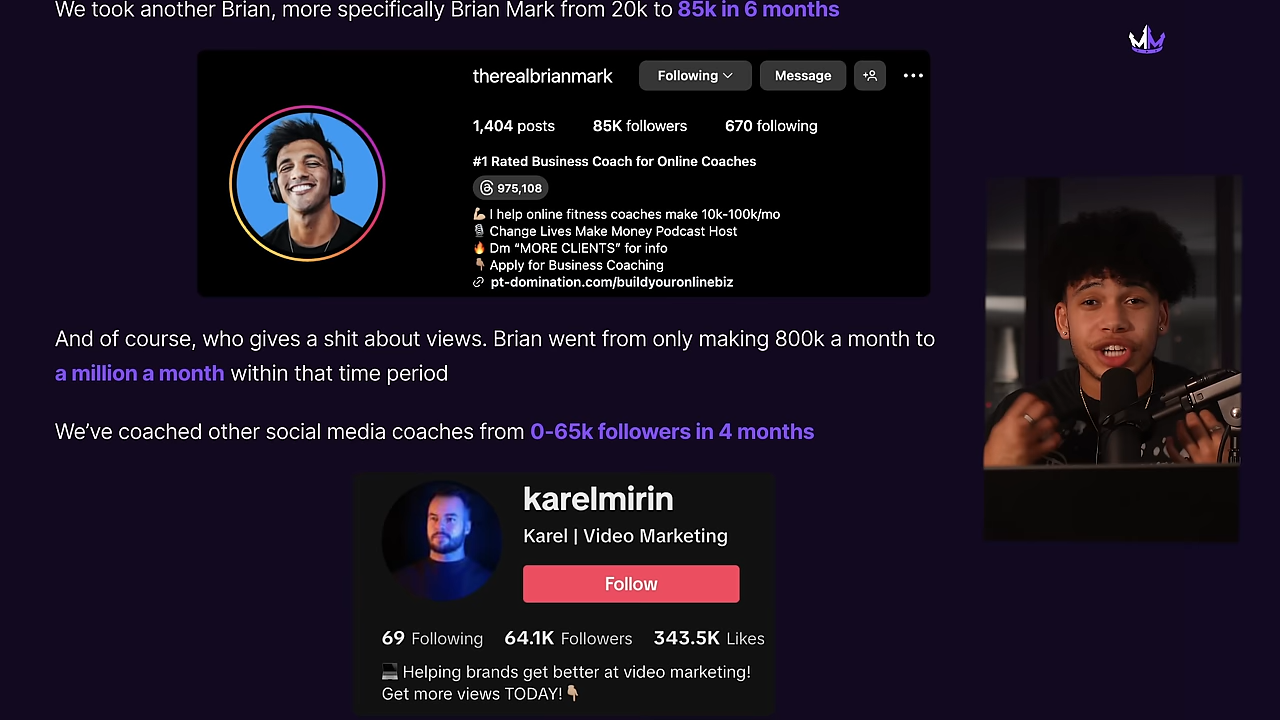 We took another Brian, more specifically Brian Mark from 20k to 85k in 6 months
therealbrianmark
Following
Message
1,404 posts
85K followers
670 following
#1 Rated Business Coach for Online Coaches
975,108
💪🏼 I help online fitness coaches make 10k-100k/mo
🎙 Change Lives Make Money Podcast Host
🔥 Dm “MORE CLIENTS” for info
👇🏼 Apply for Business Coaching
pt-domination.com/buildyouronlinebiz
And of course, who gives a shit about views. Brian went from only making 800k a month to
a million a month within that time period
We’ve coached other social media coaches from 0-65k followers in 4 months
karelmirin
Karel | Video Marketing
Follow
69 Following
64.1K Followers
343.5K Likes
💻 Helping brands get better at video marketing!
Get more views TODAY!👇🏼